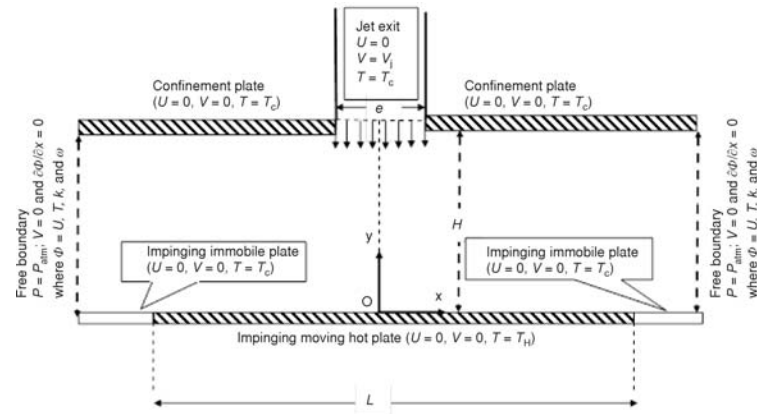 Jet exit
U = 0
V = Vj
T = Tc
Confinement plate
(U = 0, V = 0, T = Tc)
Confinement plate
(U = 0, V = 0, T = Tc)
e
Free boundary
P = Patm; V = 0 and ∂Φ/∂x = 0
where Φ = U, T, k, and ω
H
Free boundary
P = Patm; V = 0 and ∂Φ/∂x = 0
where Φ = U, T, k, and ω
Impinging immobile plate
(U = 0, V = 0, T = Tc)
y
Impinging immobile plate
(U = 0, V = 0, T = Tc)
O
x
Impinging moving hot plate (U = 0, V = 0, T = TH)
L